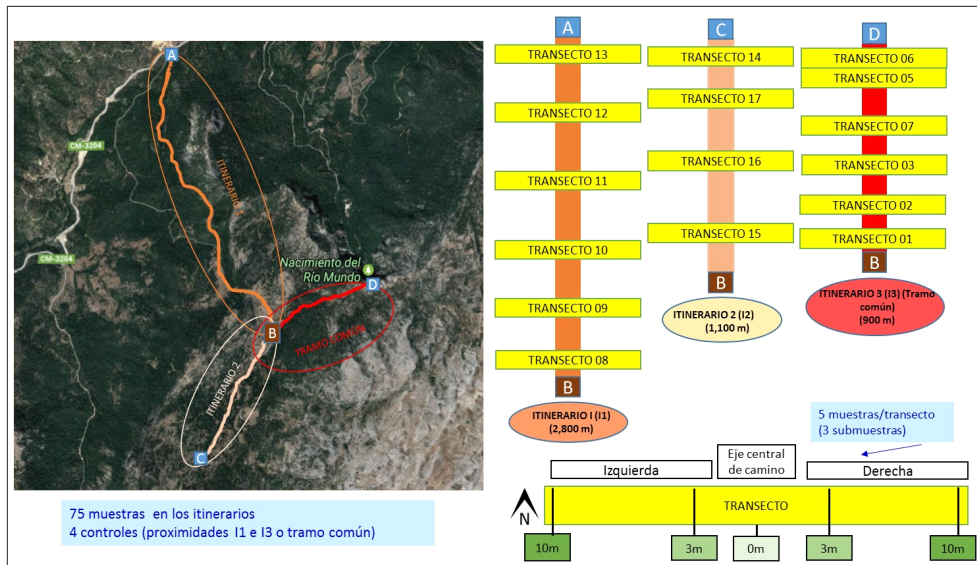 A
CM-3204
ITINERARIO 1
CM-3204
Nacimiento del
Río Mundo
D
B
TRAMO COMÚN
ITINERARIO 2
C
75 muestras en los itinerarios
4 controles (proximidades I1 e I3 o tramo común)
A
TRANSECTO 13
TRANSECTO 12
TRANSECTO 11
TRANSECTO 10
TRANSECTO 09
TRANSECTO 08
B
ITINERARIO I (I1)
(2,800 m)
C
TRANSECTO 14
TRANSECTO 17
TRANSECTO 16
TRANSECTO 15
B
ITINERARIO 2 (I2)
(1,100 m)
D
TRANSECTO 06
TRANSECTO 05
TRANSECTO 07
TRANSECTO 03
TRANSECTO 02
TRANSECTO 01
B
ITINERARIO 3 (I3) (Tramo
común)
(900 m)
5 muestras/transecto
(3 submuestras)
Izquierda
Eje central
de camino
Derecha
N
TRANSECTO
10m
3m
0m
3m
10m